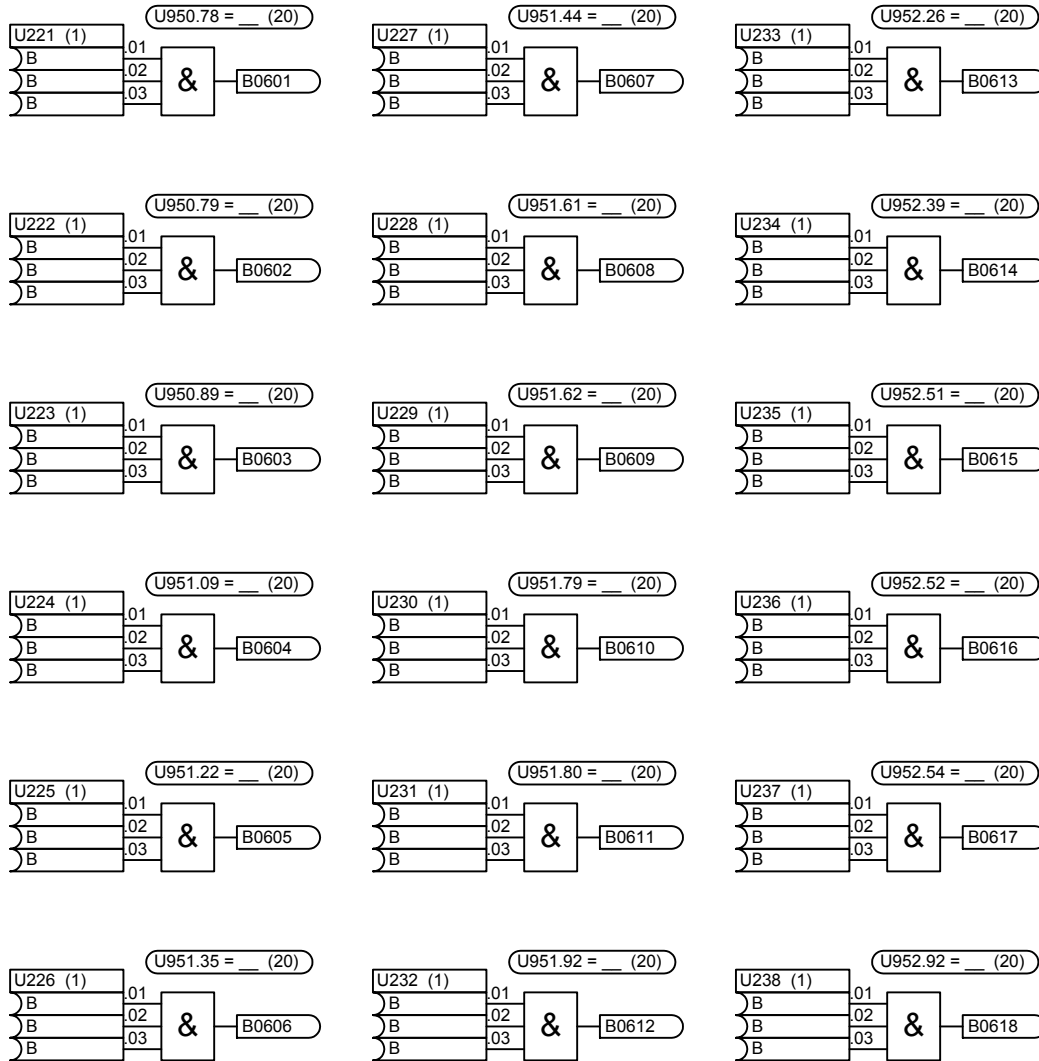 U950.78 = __ (20)
U221 (1)
.01
B
.02
B
.03
B
&
B0601
U951.44 = __ (20)
U227 (1)
.01
B
.02
B
.03
B
&
B0607
U952.26 = __ (20)
U233 (1)
.01
B
.02
B
.03
B
&
B0613
U950.79 = __ (20)
U222 (1)
.01
B
.02
B
.03
B
&
B0602
U951.61 = __ (20)
U228 (1)
.01
B
.02
B
.03
B
&
B0608
U952.39 = __ (20)
U234 (1)
.01
B
.02
B
.03
B
&
B0614
U950.89 = __ (20)
U223 (1)
.01
B
.02
B
.03
B
&
B0603
U951.62 = __ (20)
U229 (1)
.01
B
.02
B
.03
B
&
B0609
U952.51 = __ (20)
U235 (1)
.01
B
.02
B
.03
B
&
B0615
U951.09 = __ (20)
U224 (1)
.01
B
.02
B
.03
B
&
B0604
U951.79 = __ (20)
U230 (1)
.01
B
.02
B
.03
B
&
B0610
U952.52 = __ (20)
U236 (1)
.01
B
.02
B
.03
B
&
B0616
U951.22 = __ (20)
U225 (1)
.01
B
.02
B
.03
B
&
B0605
U951.80 = __ (20)
U231 (1)
.01
B
.02
B
.03
B
&
B0611
U952.54 = __ (20)
U237 (1)
.01
B
.02
B
.03
B
&
B0617
U951.35 = __ (20)
U226 (1)
.01
B
.02
B
.03
B
&
B0606
U951.92 = __ (20)
U232 (1)
.01
B
.02
B
.03
B
&
B0612
U952.92 = __ (20)
U238 (1)
.01
B
.02
B
.03
B
&
B0618